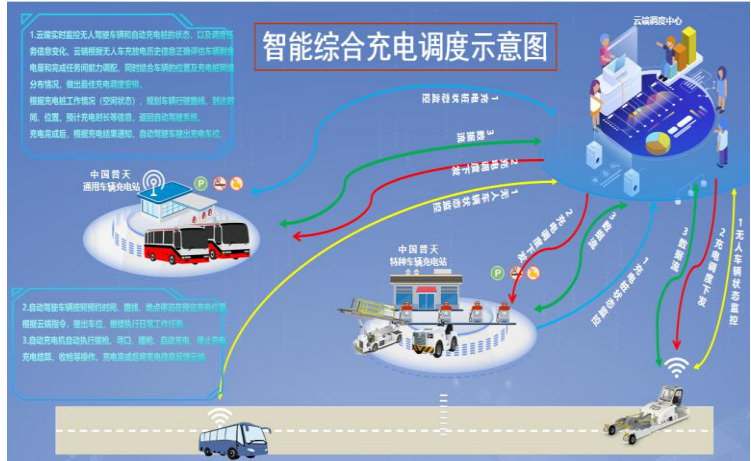 智能综合充电调度示意图
云端调度中心
1.云端实时监控无人驾驶车辆和自动充电桩的状态，以及调度任
务信息变化。云端根据无人车充放电历史信息正确评估车辆剩余
电量和完成任务间能力调配，同时结合车辆的位置及充电桩网络
分布情况，做出最佳充电调度安排。
根据充电桩工作情况（空闲状态），规划车辆行驶路线、到达时
间、位置、预计充电时长等信息，返回自动驾驶系统。
充电完成后，根据充电结果通知，自动驾驶车驶出充电车位。
1 充电桩状态监控
3 数据流
2 充电调度下发
1 无人车辆状态监控
中国普天
通用车辆充电站
P
中国普天
特种车辆充电站
P
2 充电调度下发
3 数据流
1 充电桩状态监控
3 数据流
2 充电调度下发
1 无人车辆状态监控
2.自动驾驶车辆按照预约时间、路线、地点停泊在预定充电位置，
根据云端指令，驶出车位，继续执行日常工作任务。
3.自动充电机自动执行插枪、寻口、插枪、启动充电、停止充电、
充电结算、收枪等操作，充电完成后将充电信息反馈云端。